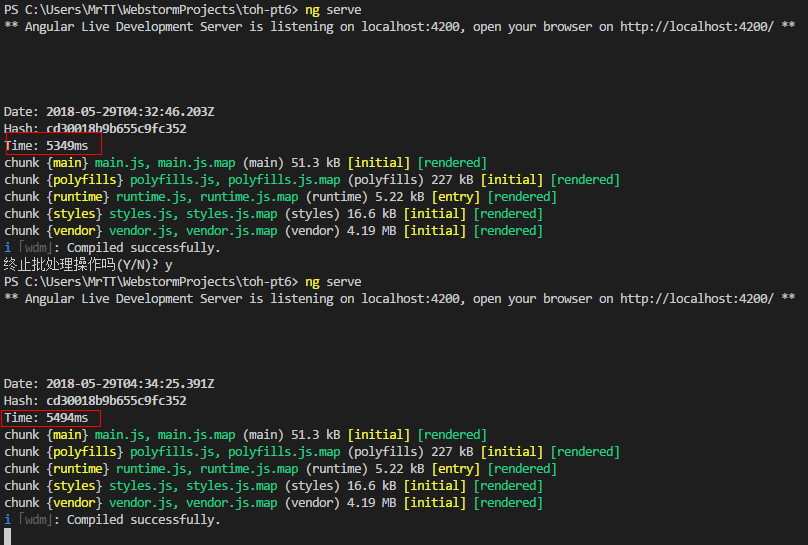 PS C:\Users\MrTT\WebstormProjects\toh-pt6> ng serve
** Angular Live Development Server is listening on localhost:4200, open your browser on http://localhost:4200/ **
Date: 2018-05-29T04:32:46.203Z
Hash: cd30018b9b655c9fc352
Time: 5349ms
chunk {main} main.js, main.js.map (main) 51.3 kB [initial] [rendered]
chunk {polyfills} polyfills.js, polyfills.js.map (polyfills) 227 kB [initial] [rendered]
chunk {runtime} runtime.js, runtime.js.map (runtime) 5.22 kB [entry] [rendered]
chunk {styles} styles.js, styles.js.map (styles) 16.6 kB [initial] [rendered]
chunk {vendor} vendor.js, vendor.js.map (vendor) 4.19 MB [initial] [rendered]
i ｢wdm｣: Compiled successfully.
终止批处理操作吗(Y/N)? y
PS C:\Users\MrTT\WebstormProjects\toh-pt6> ng serve
** Angular Live Development Server is listening on localhost:4200, open your browser on http://localhost:4200/ **
Date: 2018-05-29T04:34:25.391Z
Hash: cd30018b9b655c9fc352
Time: 5494ms
chunk {main} main.js, main.js.map (main) 51.3 kB [initial] [rendered]
chunk {polyfills} polyfills.js, polyfills.js.map (polyfills) 227 kB [initial] [rendered]
chunk {runtime} runtime.js, runtime.js.map (runtime) 5.22 kB [entry] [rendered]
chunk {styles} styles.js, styles.js.map (styles) 16.6 kB [initial] [rendered]
chunk {vendor} vendor.js, vendor.js.map (vendor) 4.19 MB [initial] [rendered]
i ｢wdm｣: Compiled successfully.